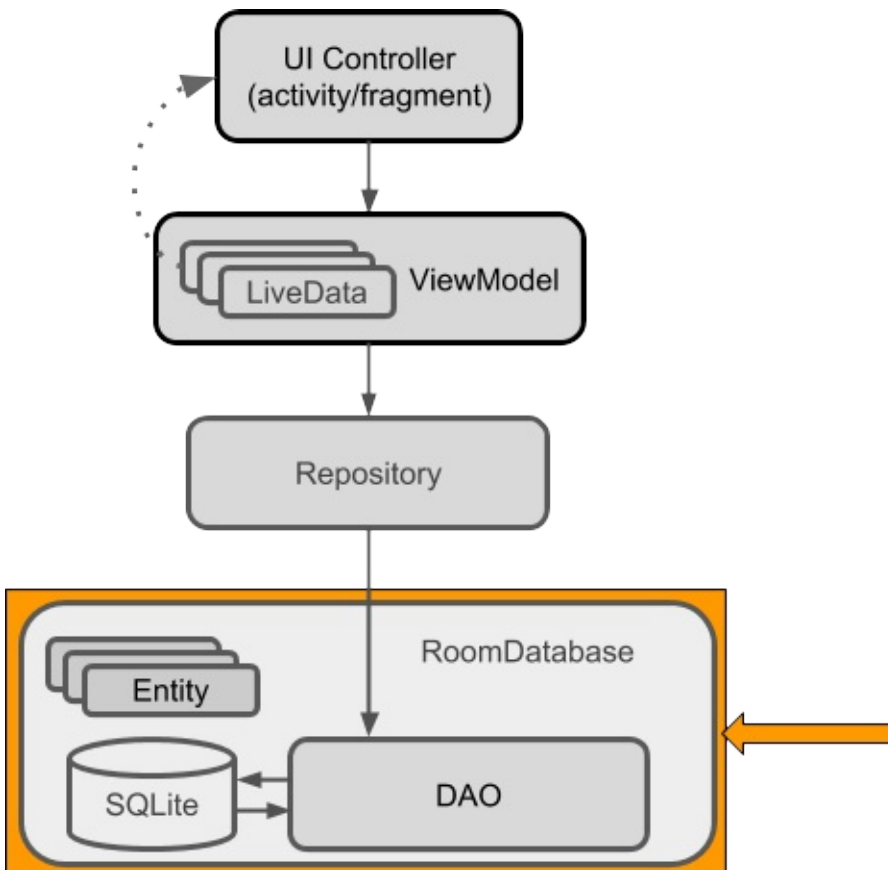 UI Controller
(activity/fragment)
LiveData
ViewModel
Repository
RoomDatabase
Entity
SQLite
DAO